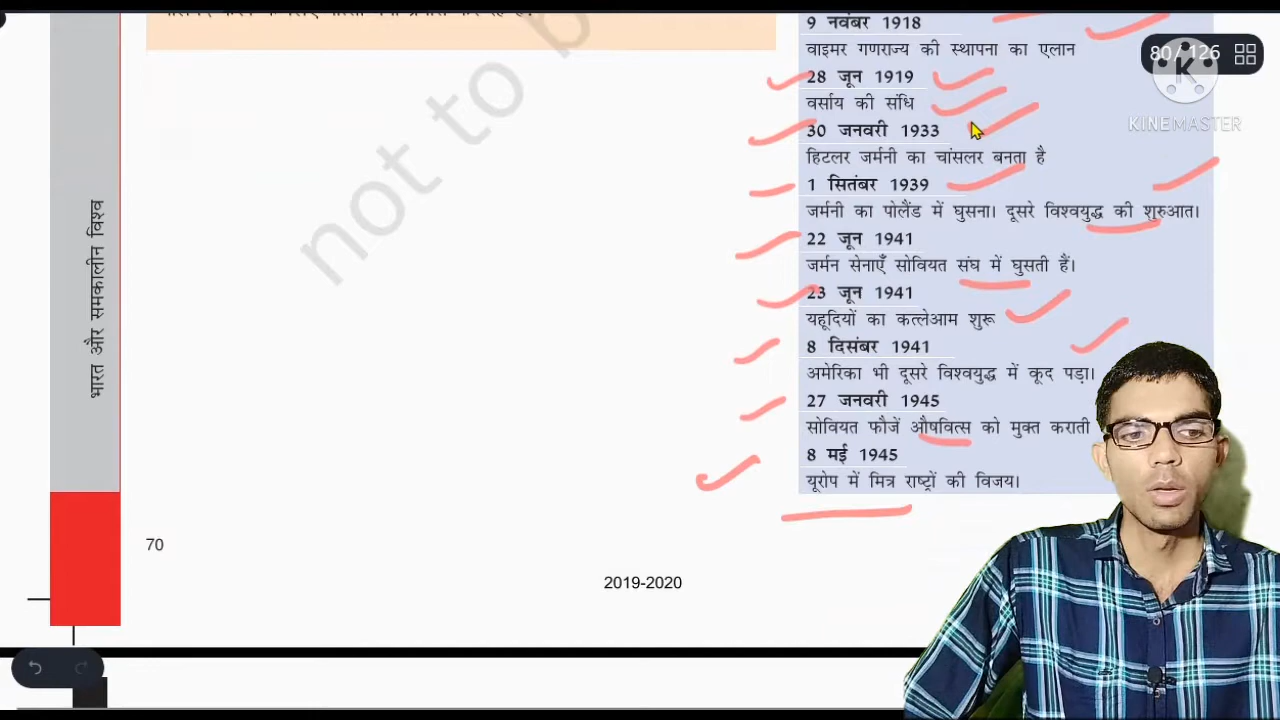 9 नवंबर 1918
वाइमर गणराज्य की स्थापना का एलान
28 जून 1919
वर्साय की संधि
30 जनवरी 1933
हिटलर जर्मनी का चांसलर बनता है
1 सितंबर 1939
जर्मनी का पोलैंड में घुसना। दूसरे विश्वयुद्ध की शुरुआत।
22 जून 1941
जर्मन सेनाएँ सोवियत संघ में घुसती हैं।
23 जून 1941
यहूदियों का कत्लेआम शुरू
8 दिसंबर 1941
अमेरिका भी दूसरे विश्वयुद्ध में कूद पड़ा।
27 जनवरी 1945
सोवियत फौजें औषवित्स को मुक्त कराती
8 मई 1945
यूरोप में मित्र राष्ट्रों की विजय।
80 / 126
K
KINEMASTER
not to b
भारत और समकालीन विश्व
70
2019-2020